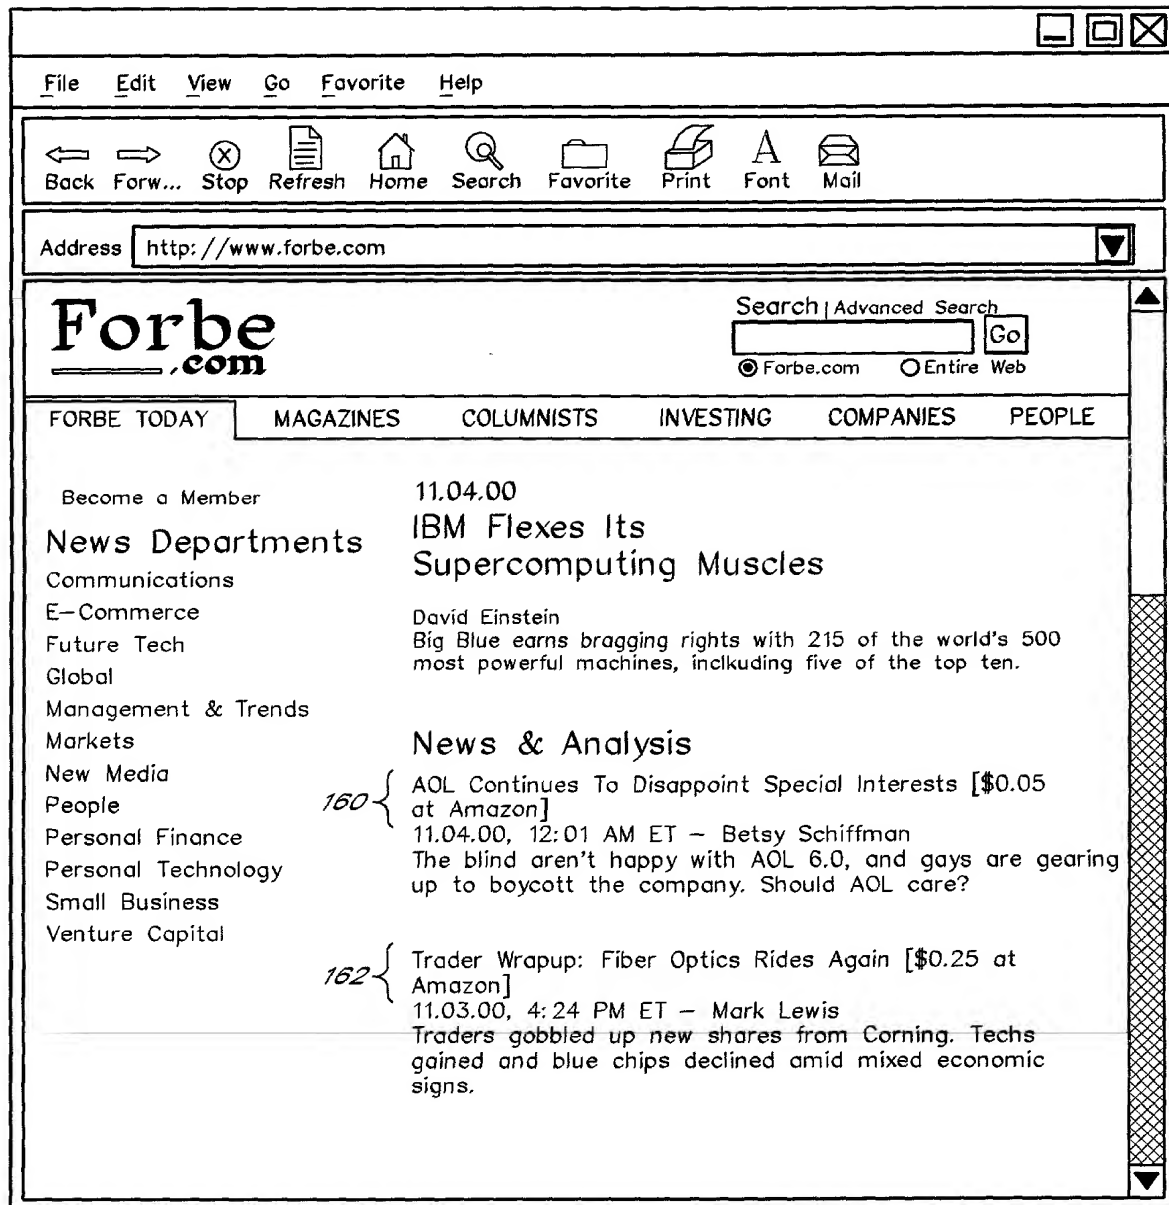 File Edit View Go Favorite Help
Back Forw... Stop Refresh Home Search Favorite Print Font Mail
A
Address http://www.forbe.com
Forbe
.com
Search | Advanced Search
Go
Forbe.com Entire Web
FORBE TODAY MAGAZINES COLUMNISTS INVESTING COMPANIES PEOPLE
Become a Member
News Departments
Communications
E-Commerce
Future Tech
Global
Management & Trends
Markets
New Media
People
Personal Finance
Personal Technology
Small Business
Venture Capital
11.04.00
IBM Flexes Its
Supercomputing Muscles
David Einstein
Big Blue earns bragging rights with 215 of the world's 500
most powerful machines, inclkuding five of the top ten.
News & Analysis
160
AOL Continues To Disappoint Special Interests [$0.05
at Amazon]
11.04.00, 12:01 AM ET – Betsy Schiffman
The blind aren't happy with AOL 6.0, and gays are gearing
up to boycott the company. Should AOL care?
162
Trader Wrapup: Fiber Optics Rides Again [$0.25 at
Amazon]
11.03.00, 4:24 PM ET – Mark Lewis
Traders gobbled up new shares from Corning. Techs
gained and blue chips declined amid mixed economic
signs.